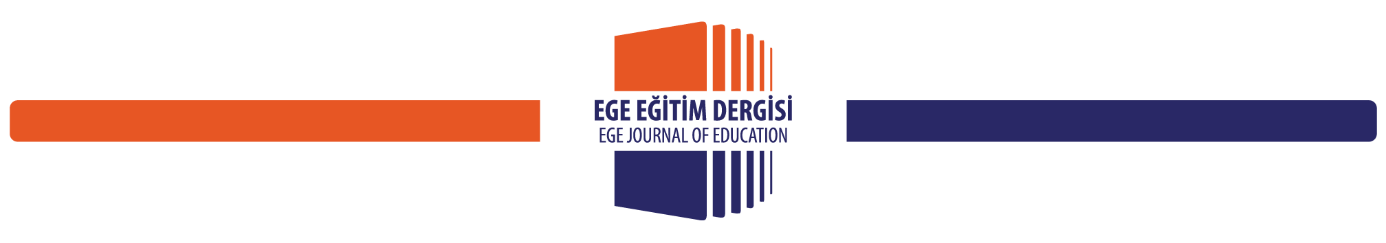 EGE EĞİTİM DERGİSİ
EGE JOURNAL OF EDUCATION